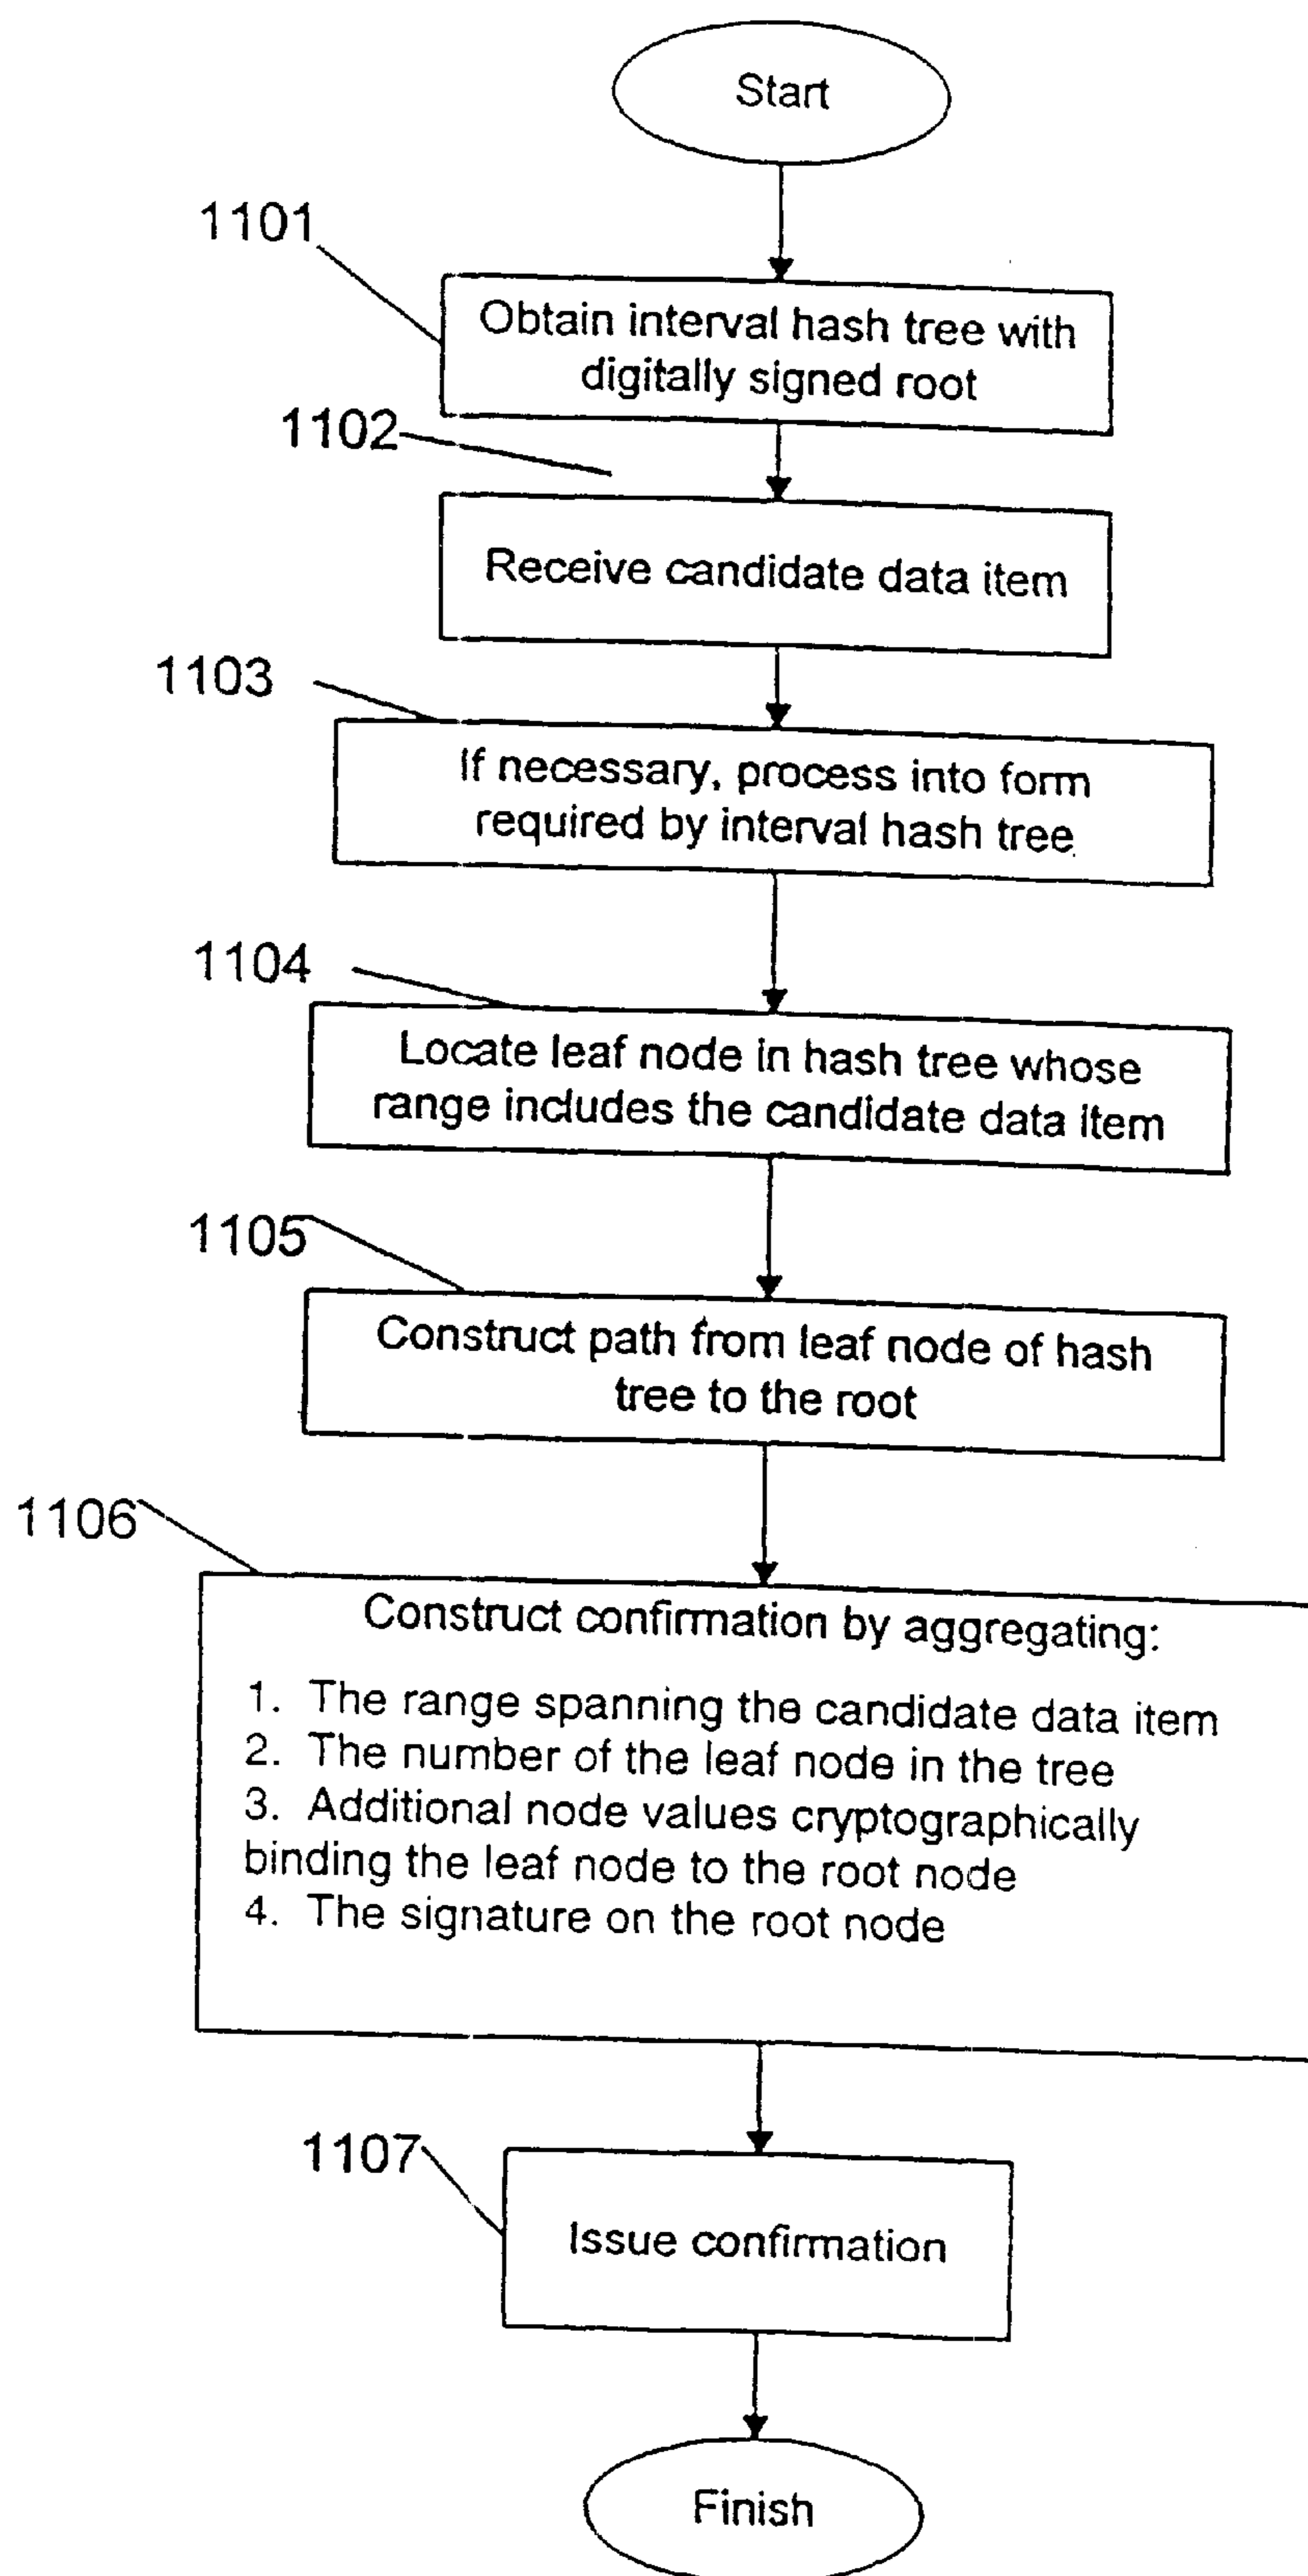 Start
1101
Obtain interval hash tree with
digitally signed root
1102
Receive candidate data item
1103
If necessary, process into form
required by interval hash tree.
1104
Locate leaf node in hash tree whose
range includes the candidate data item
1105
Construct path from leaf node of hash
tree to the root
1106
Construct confirmation by aggregating:
1. The range spanning the candidate data item
2. The number of the leaf node in the tree
3. Additional node values cryptographically
binding the leaf node to the root node
4. The signature on the root node
1107
Issue confirmation
Finish